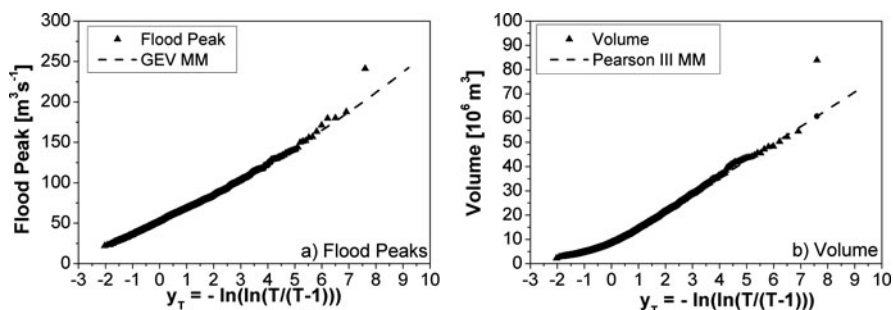 300
250
200
150
100
50
0
Flood Peak [m³s⁻¹]
Flood Peak
GEV MM
a) Flood Peaks
-3 -2 -1 0 1 2 3 4 5 6 7 8 9 10
y_T = - ln(ln(T/(T-1)))
100
90
80
70
60
50
40
30
20
10
0
Volume [10⁶ m³]
Volume
Pearson III MM
b) Volume
-3 -2 -1 0 1 2 3 4 5 6 7 8 9 10
y_T = - ln(ln(T/(T-1)))